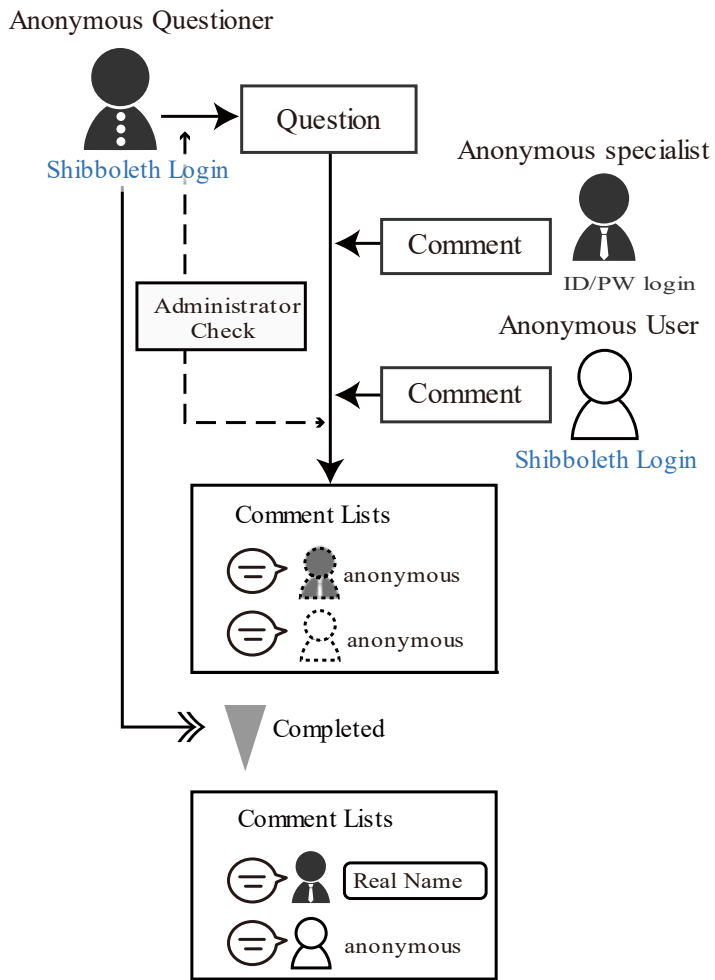 Anonymous Questioner
Question
Shibboleth Login
Anonymous specialist
Comment
ID/PW login
Administrator
Check
Anonymous User
Comment
Shibboleth Login
Comment Lists
anonymous
anonymous
Completed
Comment Lists
Real Name
anonymous